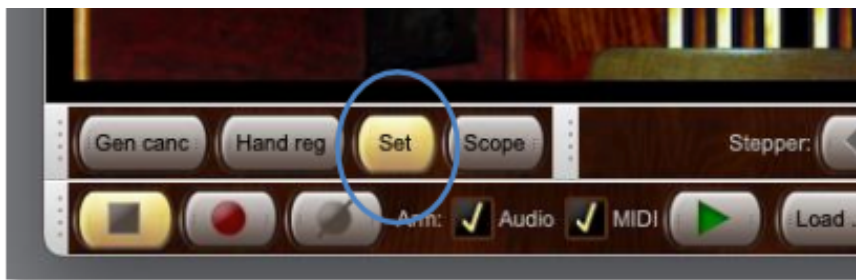 Gen canc Hand reg Set Scope Stepper:
Arm: Audio MIDI Load ..